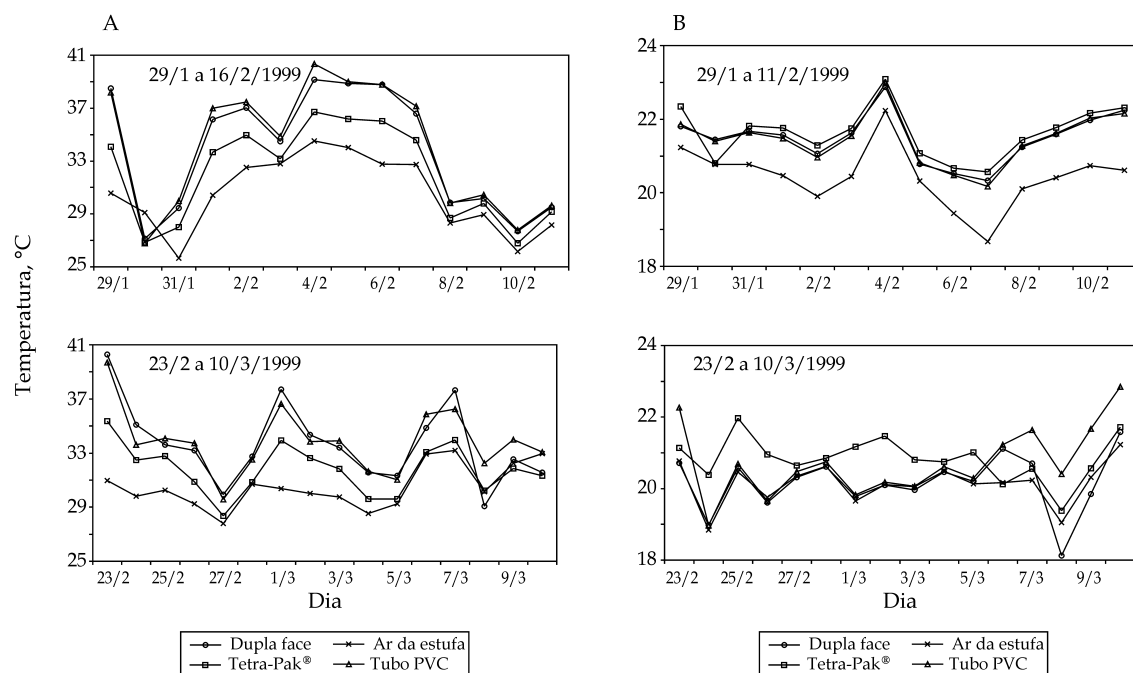 A
B
Temperatura, °C
29/1 a 16/2/1999
41
37
33
29
25
29/1 31/1 2/2 4/2 6/2 8/2 10/2
29/1 a 11/2/1999
24
22
20
18
29/1 31/1 2/2 4/2 6/2 8/2 10/2
23/2 a 10/3/1999
41
37
33
29
25
23/2 25/2 27/2 1/3 3/3 5/3 7/3 9/3
Dia
23/2 a 10/3/1999
24
22
20
18
23/2 25/2 27/2 1/3 3/3 5/3 7/3 9/3
Dia
Dupla face Ar da estufa
Tetra-Pak® Tubo PVC
Dupla face Ar da estufa
Tetra-Pak® Tubo PVC